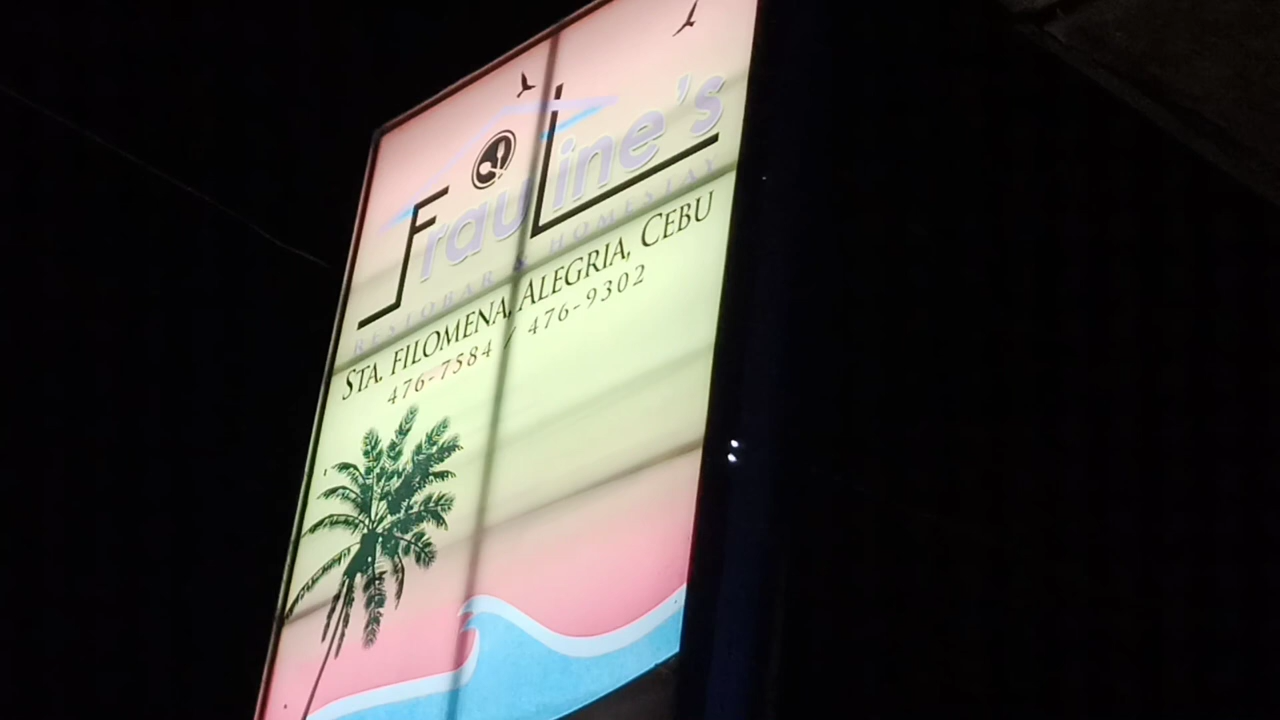 FrauLine's
RESTOBAR & HOMESTAY
STA. FILOMENA, ALEGRIA, CEBU
476-7584 / 476-9302